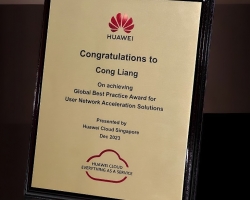 HUAWEI
Congratulations to
Cong Liang
On achieving
Global Best Practice Award for
User Network Acceleration Solutions
Presented by
Huawei Cloud Singapore
Dec 2023
HUAWEI CLOUD
EVERYTHING AS A SERVICE